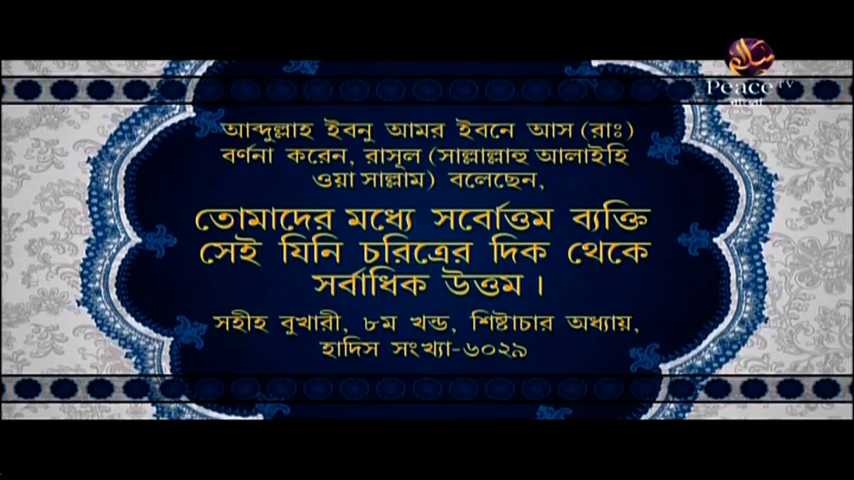 سلام
Peace TV
বাংলা
আব্দুল্লাহ ইবনু আমর ইবনে আস (রাঃ)
বর্ণনা করেন, রাসূল (সাল্লাল্লাহু আলাইহি
ওয়া সাল্লাম) বলেছেন,
তোমাদের মধ্যে সর্বোত্তম ব্যক্তি
সেই যিনি চরিত্রের দিক থেকে
সর্বাধিক উত্তম ।
সহীহ বুখারী, ৮ম খন্ড, শিষ্টাচার অধ্যায়,
হাদিস সংখ্যা-৬০২৯